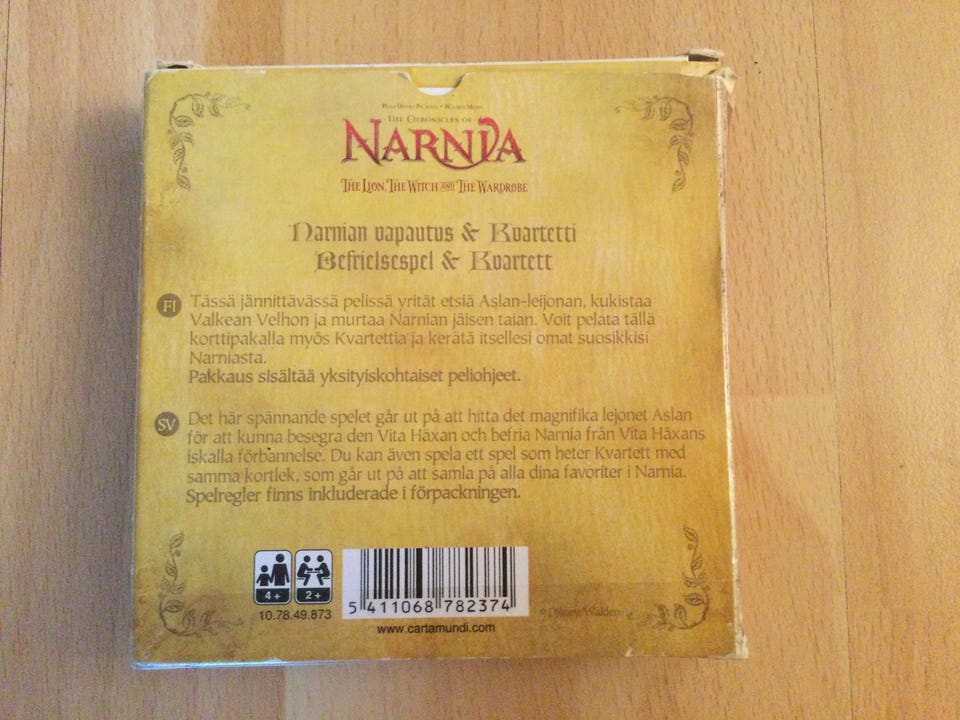 Walt Disney Pictures • Walden Media
THE CHRONICLES OF
NARNIA
THE LION, THE WITCH AND THE WARDROBE
Narnian vapautus & Kvartetti
Befrielsespel & Kvartett
FI
Tässä jännittävässä pelissä yrität etsiä Aslan-leijonan, kukistaa
Valkean Velhon ja murtaa Narnian jäisen taian. Voit pelata tällä
korttipakalla myös Kvartettia ja kerätä itsellesi omat suosikkisi
Narniasta.
Pakkaus sisältää yksityiskohtaiset peliohjeet.
SV
Det här spännande spelet går ut på att hitta det magnifika lejonet Aslan
för att kunna besegra den Vita Häxan och befria Narnia från Vita Häxans
iskalla förbannelse. Du kan även spela ett spel som heter Kvartett med
samma kortlek, som går ut på att samla på alla dina favoriter i Narnia.
Spelregler finns inkluderade i förpackningen.
4+ 2+
10.78.49.873
5 411068 782374
www.cartamundi.com
© Disney/Walden